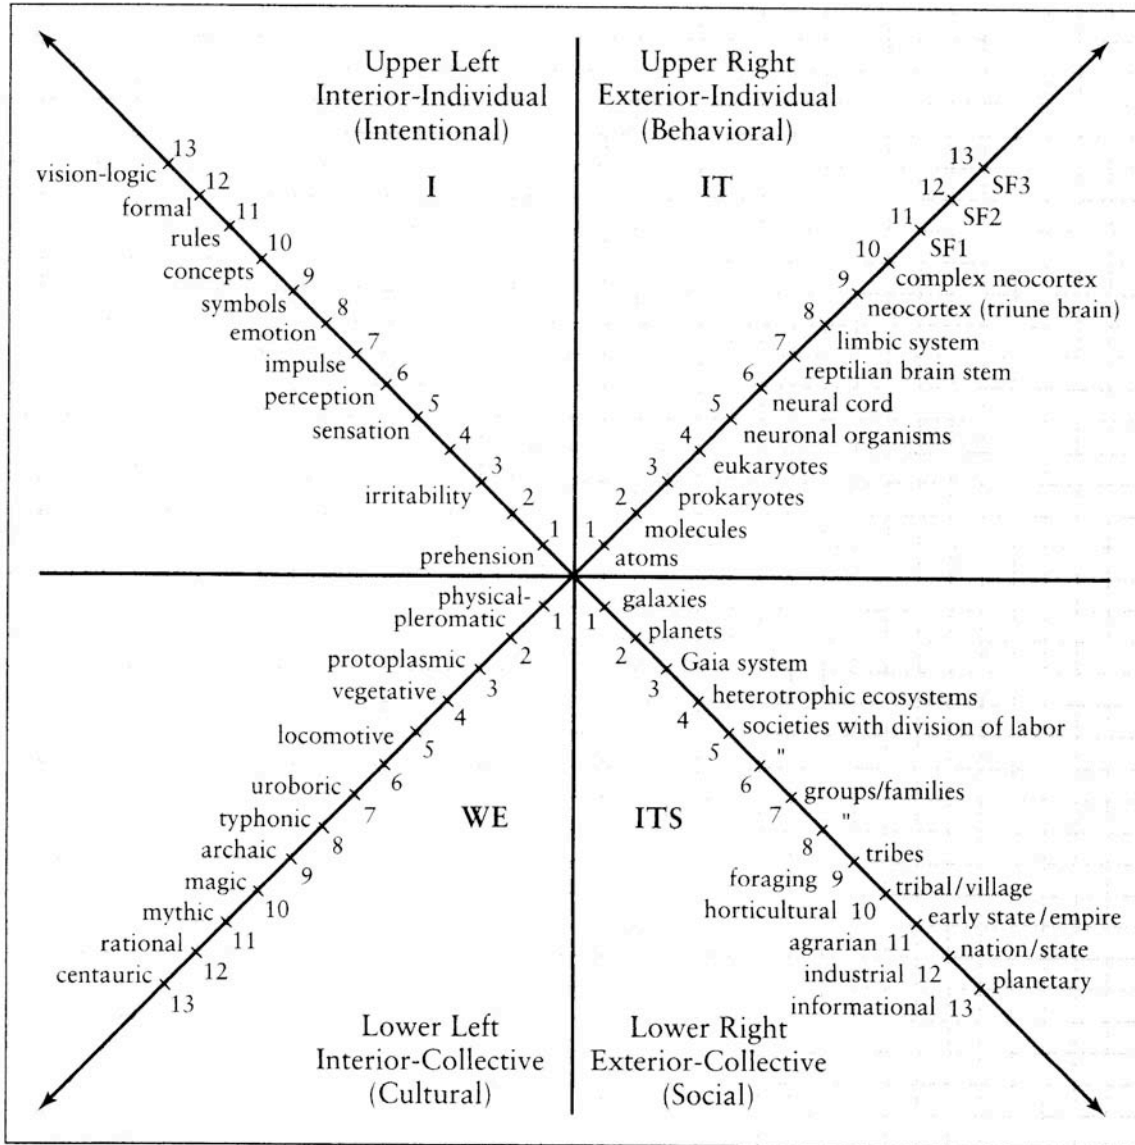 Upper Left
Interior-Individual
(Intentional)
I
13
vision-logic
12
formal
11
rules
10
concepts
9
symbols
8
emotion
7
impulse
6
perception
5
sensation
4
3
irritability
2
1
prehension
Upper Right
Exterior-Individual
(Behavioral)
IT
13
SF3
12
SF2
11
SF1
10
complex neocortex
9
neocortex (triune brain)
8
limbic system
7
reptilian brain stem
6
neural cord
5
neuronal organisms
4
eukaryotes
3
prokaryotes
2
molecules
1
atoms
physical-
pleromatic
1
2
protoplasmic
3
vegetative
4
locomotive
5
6
uroboric
7
typhonic
8
archaic
9
magic
10
mythic
11
rational
12
centauric
13
WE
Lower Left
Interior-Collective
(Cultural)
galaxies
1
planets
2
Gaia system
3
heterotrophic ecosystems
4
societies with division of labor
5
"
6
groups/families
7
"
8
tribes
foraging 9
tribal/village
horticultural 10
early state/empire
agrarian 11
nation/state
industrial 12
planetary
informational 13
ITS
Lower Right
Exterior-Collective
(Social)